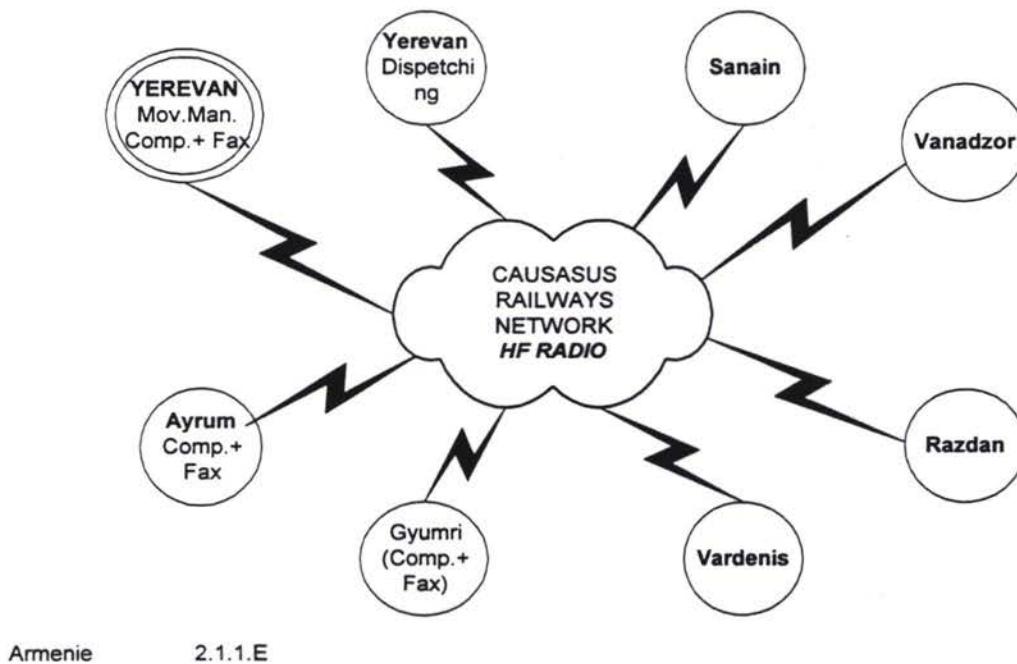 YEREVAN
Mov.Man.
Comp.+ Fax
Yerevan
Dispetchi
ng
Sanain
Vanadzor
CAUSASUS
RAILWAYS
NETWORK
HF RADIO
Ayrum
Comp.+
Fax
Gyumri
(Comp.+
Fax)
Vardenis
Razdan
Armenie 2.1.1.E